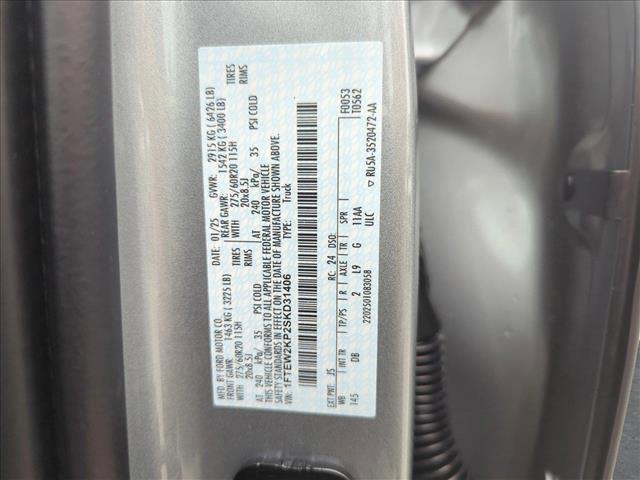 MFD. BY FORD MOTOR CO.
DATE: 01/25 GVWR: 2915 KG ( 6426 LB)
FRONT GAWR: 1463 KG ( 3225 LB) REAR GAWR: 1542 KG ( 3400 LB)
WITH 275/60R20 115H TIRES WITH 275/60R20 115H TIRES
20x8.5J RIMS 20x8.5J RIMS
AT 240 kPa/ 35 PSI COLD AT 240 kPa/ 35 PSI COLD
THIS VEHICLE CONFORMS TO ALL APPLICABLE FEDERAL MOTOR VEHICLE
SAFETY STANDARDS IN EFFECT ON THE DATE OF MANUFACTURE SHOWN ABOVE.
VIN: 1FTEW2KP2SKD31406 TYPE: Truck
F0053
T0562
EXT PNT: JS RC: 24 DSO:
WB INT TR TP/PS R AXLE TR SPR ▽ RU5A-3520472-AA
145 DB 2 L9 G 11AA
2202501083058 ULC